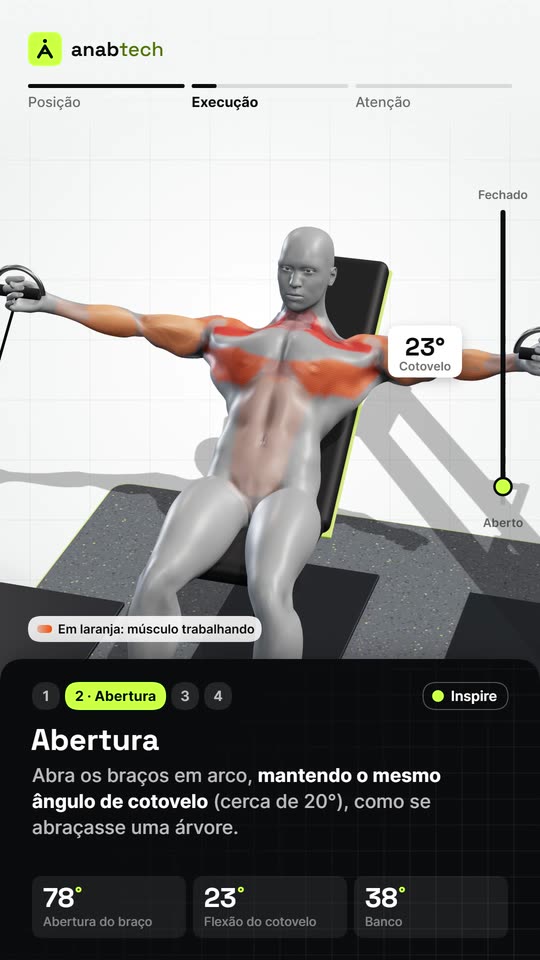 anabtech
Posição
Execução
Atenção
Fechado
23°
Cotovelo
Aberto
Em laranja: músculo trabalhando
1
2 · Abertura
3
4
Inspire
Abertura
Abra os braços em arco, mantendo o mesmo
ângulo de cotovelo (cerca de 20°), como se
abraçasse uma árvore.
78°
Abertura do braço
23°
Flexão do cotovelo
38°
Banco